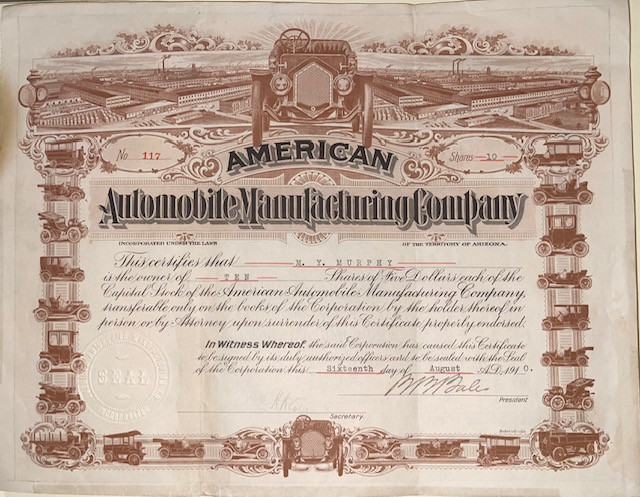 No 117
Shares 10
AMERICAN
Automobile Manufacturing Company
INCORPORATED UNDER THE LAWS OF THE TERRITORY OF ARIZONA.
This certifies that M. Y. MURPHY
is the owner of TEN Shares of Five Dollars each of the
Capital Stock of the American Automobile Manufacturing Company,
transferable only on the books of the Corporation by the holder thereof in
person or by Attorney upon surrender of this Certificate properly endorsed.
In Witness Whereof, the said Corporation has caused this Certificate
to be signed by its duly authorized officers and to be sealed with the Seal
of the Corporation this Sixteenth day of August A.D. 1910.
President
Secretary.
SEAL